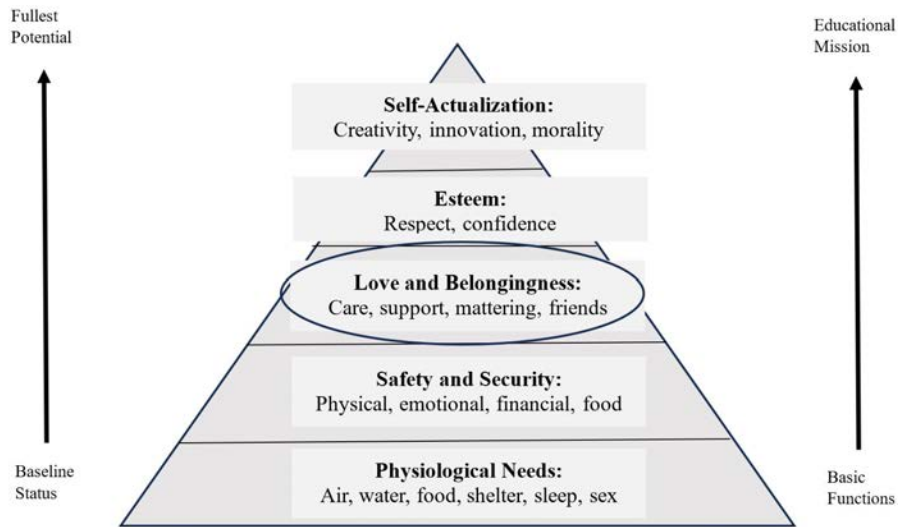 Fullest
Potential
Educational
Mission
Self-Actualization:
Creativity, innovation, morality
Esteem:
Respect, confidence
Love and Belongingness:
Care, support, mattering, friends
Safety and Security:
Physical, emotional, financial, food
Physiological Needs:
Air, water, food, shelter, sleep, sex
Baseline
Status
Basic
Functions